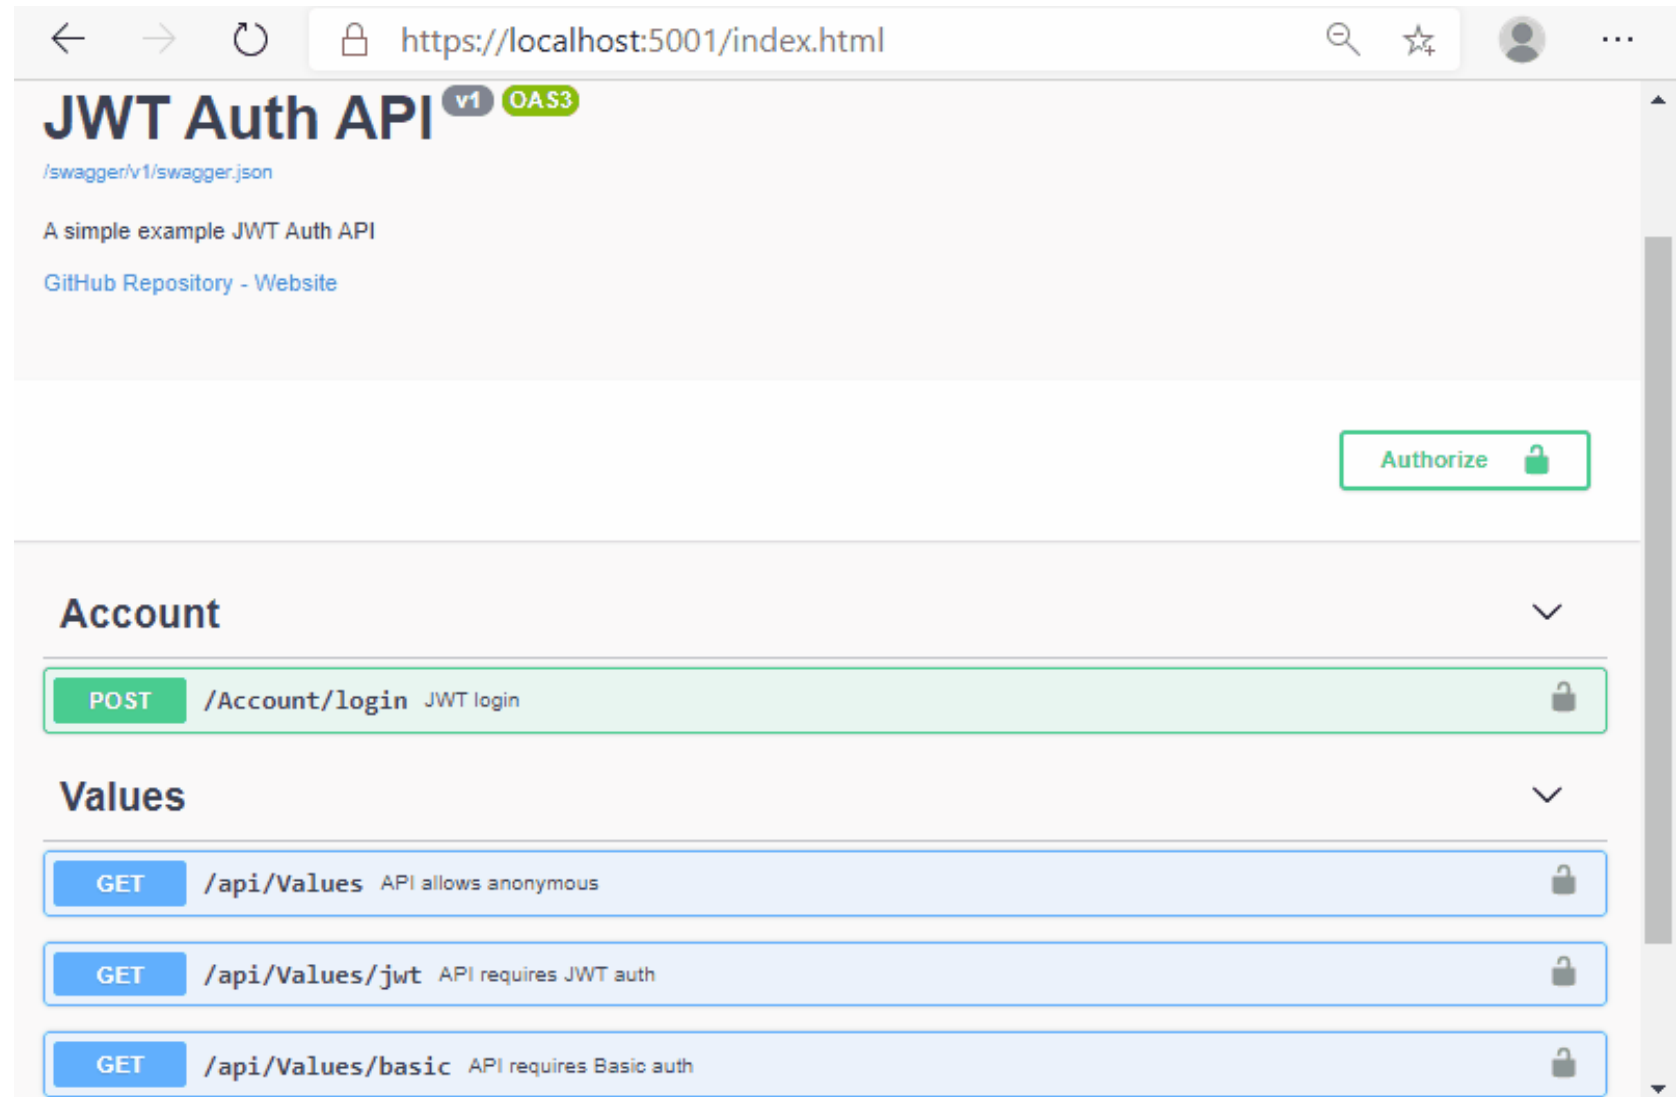 https://localhost:5001/index.html
JWT Auth API v1 OAS3
/swagger/v1/swagger.json
A simple example JWT Auth API
GitHub Repository - Website
Authorize
Account
POST /Account/login JWT login
Values
GET /api/Values API allows anonymous
GET /api/Values/jwt API requires JWT auth
GET /api/Values/basic API requires Basic auth